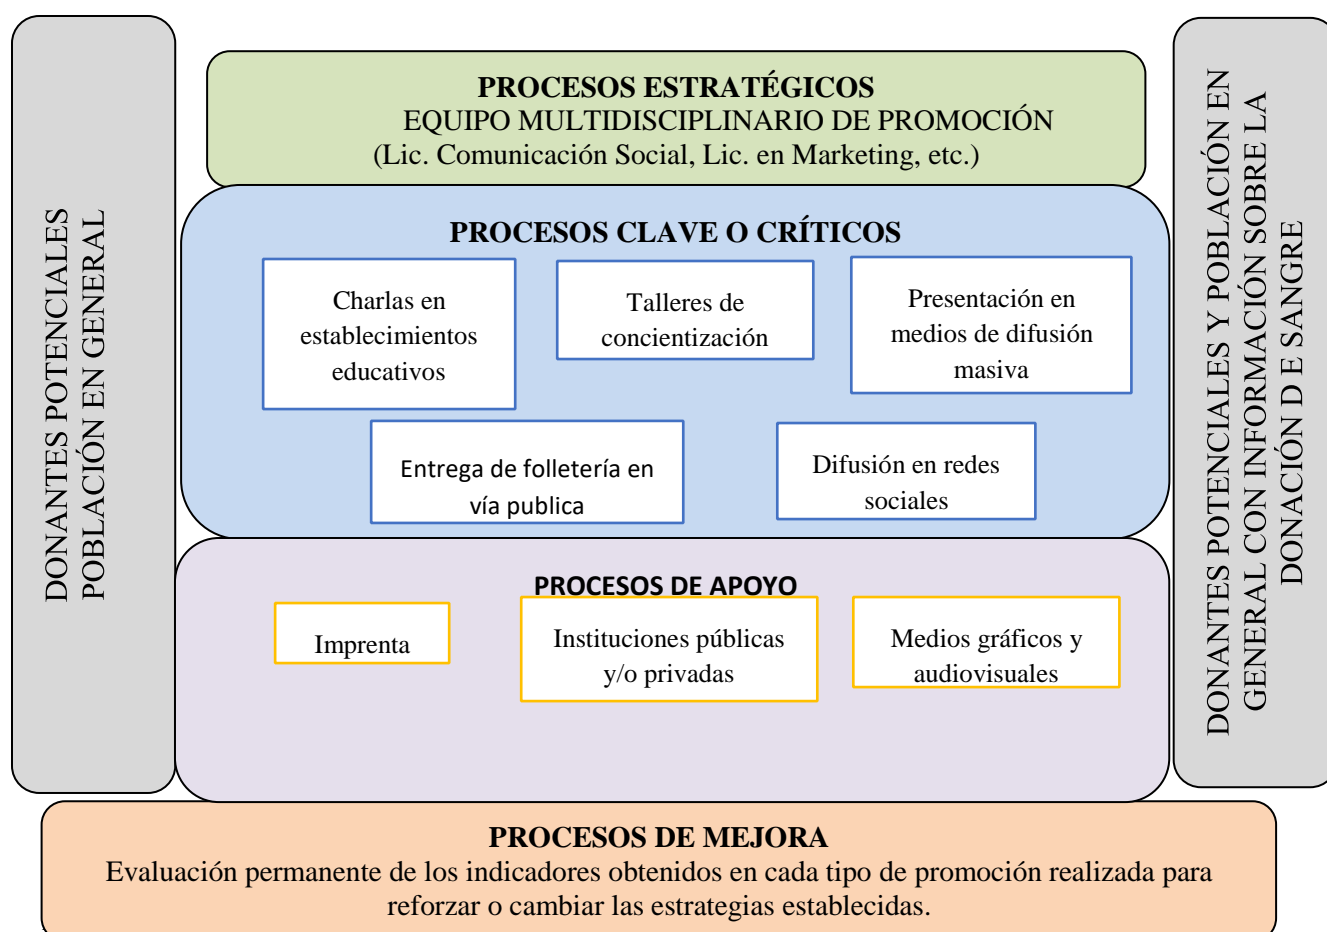 DONANTES POTENCIALES
POBLACIÓN EN GENERAL
PROCESOS ESTRATÉGICOS
EQUIPO MULTIDISCIPLINARIO DE PROMOCIÓN
(Lic. Comunicación Social, Lic. en Marketing, etc.)
PROCESOS CLAVE O CRÍTICOS
Charlas en
establecimientos
educativos
Talleres de
concientización
Presentación en
medios de difusión
masiva
Entrega de folletería en
vía publica
Difusión en redes
sociales
PROCESOS DE APOYO
Imprenta
Instituciones públicas
y/o privadas
Medios gráficos y
audiovisuales
DONANTES POTENCIALES Y POBLACIÓN EN
GENERAL CON INFORMACIÓN SOBRE LA
DONACIÓN D E SANGRE
PROCESOS DE MEJORA
Evaluación permanente de los indicadores obtenidos en cada tipo de promoción realizada para
reforzar o cambiar las estrategias establecidas.